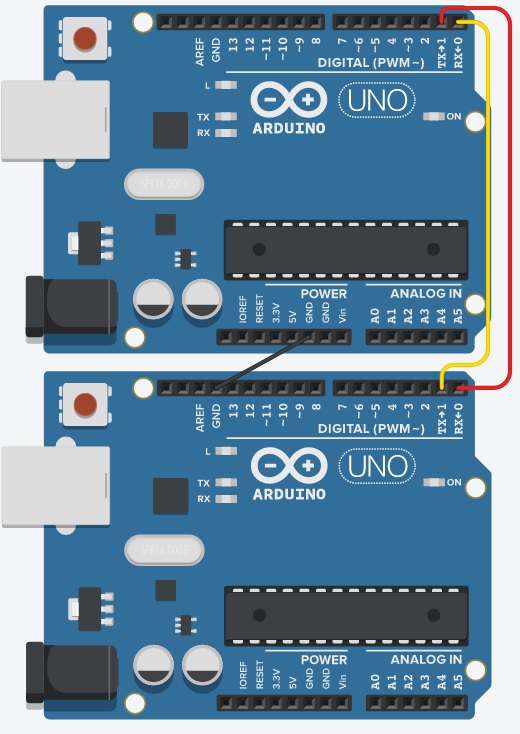 AREF GND 13 12 ~11 ~10 ~9 8 7 ~6 ~5 4 ~3 2 TX→1 RX←0
DIGITAL (PWM~)
L
UNO
TX
RX
ARDUINO
ON
POWER ANALOG IN
IOREF RESET 3.3V 5V GND GND Vin A0 A1 A2 A3 A4 A5
AREF GND 13 12 ~11 ~10 ~9 8 7 ~6 ~5 4 ~3 2 TX→1 RX←0
DIGITAL (PWM~)
L
UNO
TX
RX
ARDUINO
ON
POWER ANALOG IN
IOREF RESET 3.3V 5V GND GND Vin A0 A1 A2 A3 A4 A5